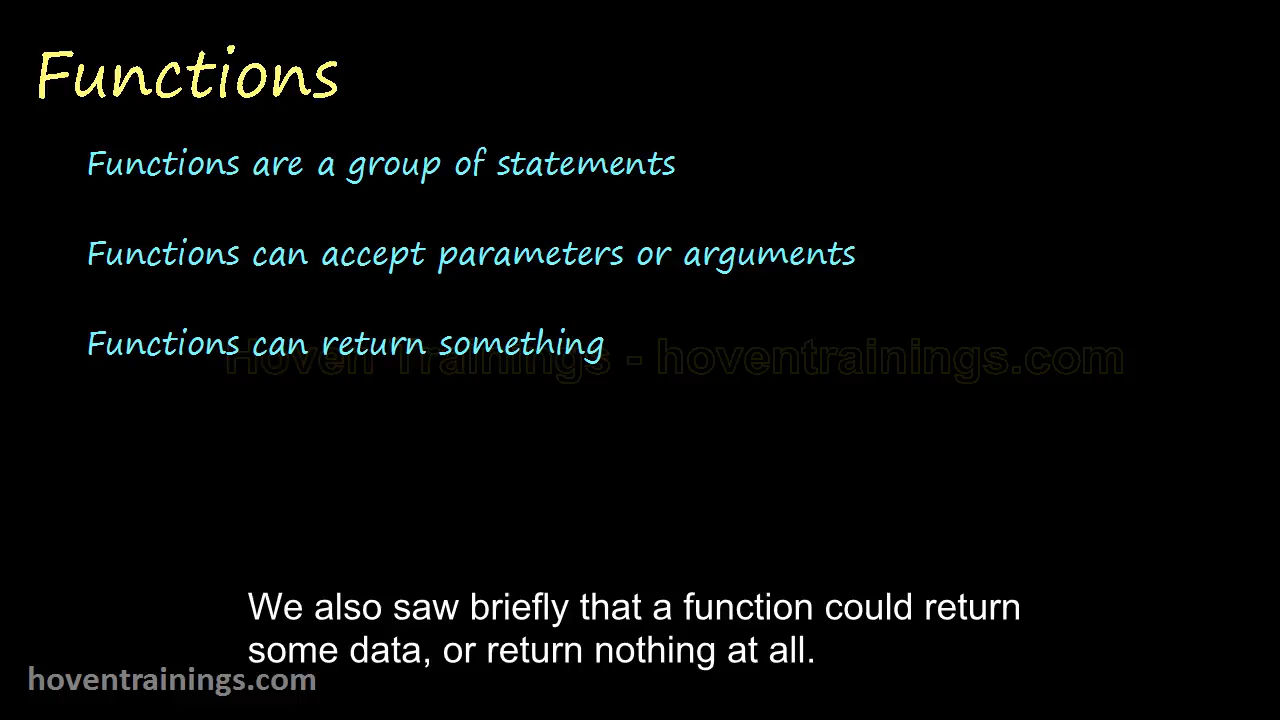 Functions
Functions are a group of statements
Functions can accept parameters or arguments
Functions can return something
Hoven Trainings - hoventrainings.com
We also saw briefly that a function could return
some data, or return nothing at all.
hoventrainings.com